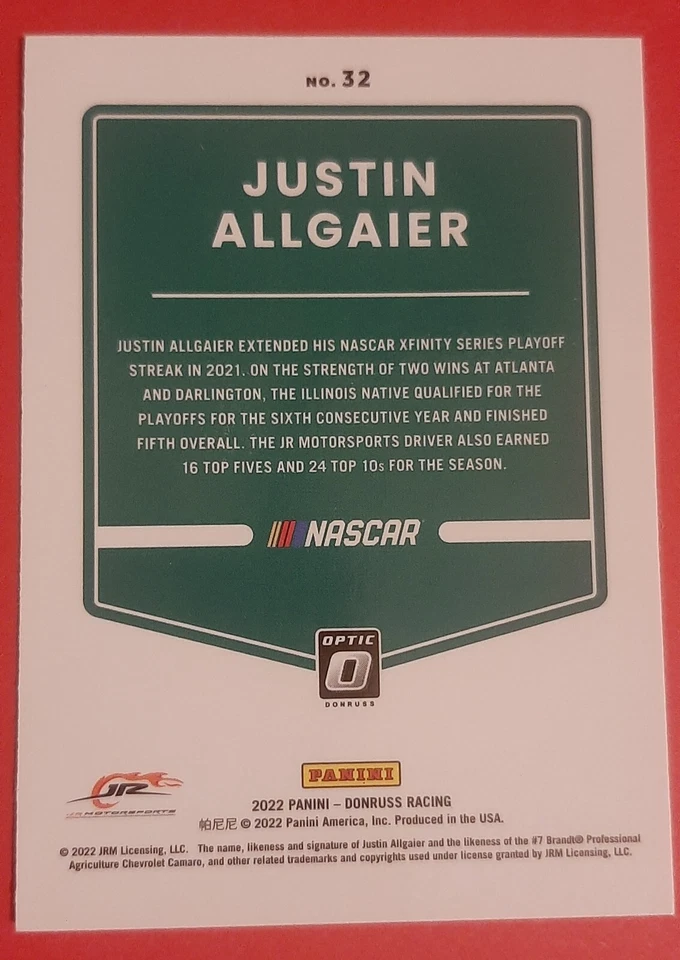 NO. 32
JUSTIN
ALLGAIER
JUSTIN ALLGAIER EXTENDED HIS NASCAR XFINITY SERIES PLAYOFF
STREAK IN 2021. ON THE STRENGTH OF TWO WINS AT ATLANTA
AND DARLINGTON, THE ILLINOIS NATIVE QUALIFIED FOR THE
PLAYOFFS FOR THE SIXTH CONSECUTIVE YEAR AND FINISHED
FIFTH OVERALL. THE JR MOTORSPORTS DRIVER ALSO EARNED
16 TOP FIVES AND 24 TOP 10s FOR THE SEASON.
NASCAR
OPTIC
O
DONRUSS
PANINI
JR
JR MOTORSPORTS
2022 PANINI – DONRUSS RACING
帕尼尼 © 2022 Panini America, Inc. Produced in the USA.
© 2022 JRM Licensing, LLC. The name, likeness and signature of Justin Allgaier and the likeness of the #7 Brandt® Professional
Agriculture Chevrolet Camaro, and other related trademarks and copyrights used under license granted by JRM Licensing, LLC.